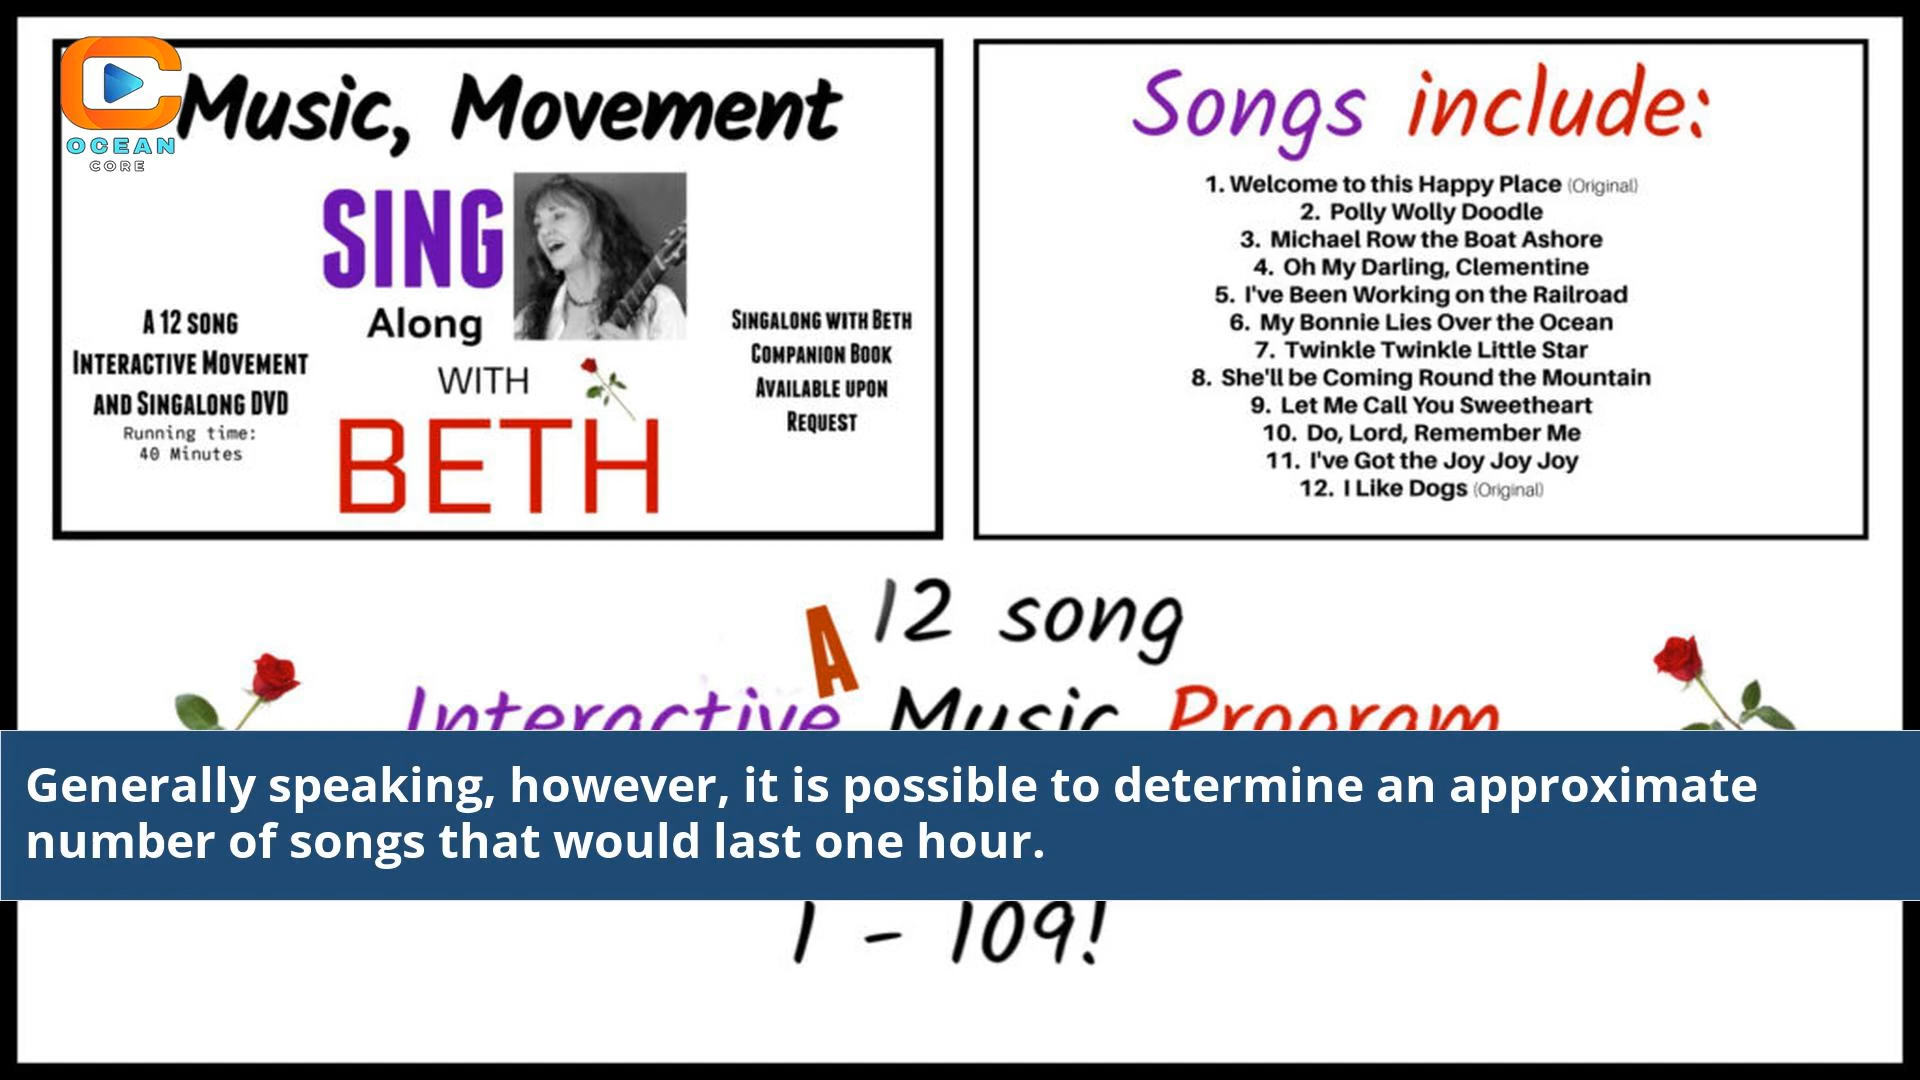 OCEAN
CORE
Music, Movement
SING
Along
WITH
BETH
A 12 SONG
INTERACTIVE MOVEMENT
AND SINGALONG DVD
Running time:
40 Minutes
SINGALONG WITH BETH
COMPANION BOOK
AVAILABLE UPON
REQUEST
Songs include:
1. Welcome to this Happy Place (Original)
2. Polly Wolly Doodle
3. Michael Row the Boat Ashore
4. Oh My Darling, Clementine
5. I've Been Working on the Railroad
6. My Bonnie Lies Over the Ocean
7. Twinkle Twinkle Little Star
8. She'll be Coming Round the Mountain
9. Let Me Call You Sweetheart
10. Do, Lord, Remember Me
11. I've Got the Joy Joy Joy
12. I Like Dogs (Original)
A 12 song
Interactive Music Program
Generally speaking, however, it is possible to determine an approximate
number of songs that would last one hour.
1 - 109!